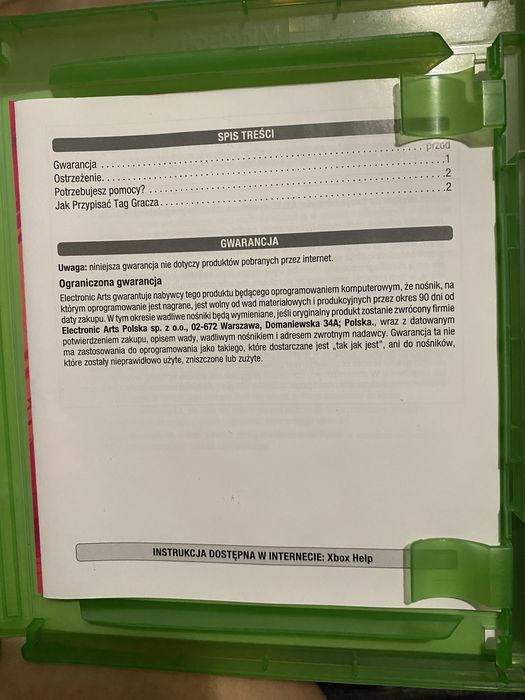 SPIS TREŚCI
Gwarancja . . . . . . . . . . . . . . . . . . . . . . . . . . . . . . . . . . . . . . . . przód
Ostrzeżenie. . . . . . . . . . . . . . . . . . . . . . . . . . . . . . . . . . . . . . . . .1
Potrzebujesz pomocy? . . . . . . . . . . . . . . . . . . . . . . . . . . . . . . . . . . .2
Jak Przypisać Tag Gracza. . . . . . . . . . . . . . . . . . . . . . . . . . . . . . . . .2
GWARANCJA
Uwaga: niniejsza gwarancja nie dotyczy produktów pobranych przez internet.
Ograniczona gwarancja
Electronic Arts gwarantuje nabywcy tego produktu będącego oprogramowaniem komputerowym, że nośnik, na
którym oprogramowanie jest nagrane, jest wolny od wad materiałowych i produkcyjnych przez okres 90 dni od
daty zakupu. W tym okresie wadliwe nośniki będą wymieniane, jeśli oryginalny produkt zostanie zwrócony firmie
Electronic Arts Polska sp. z o.o., 02-672 Warszawa, Domaniewska 34A; Polska., wraz z datowanym
potwierdzeniem zakupu, opisem wady, wadliwym nośnikiem i adresem zwrotnym nadawcy. Gwarancja ta nie
ma zastosowania do oprogramowania jako takiego, które dostarczane jest „tak jak jest”, ani do nośników,
które zostały nieprawidłowo użyte, zniszczone lub zużyte.
INSTRUKCJA DOSTĘPNA W INTERNECIE: Xbox Help